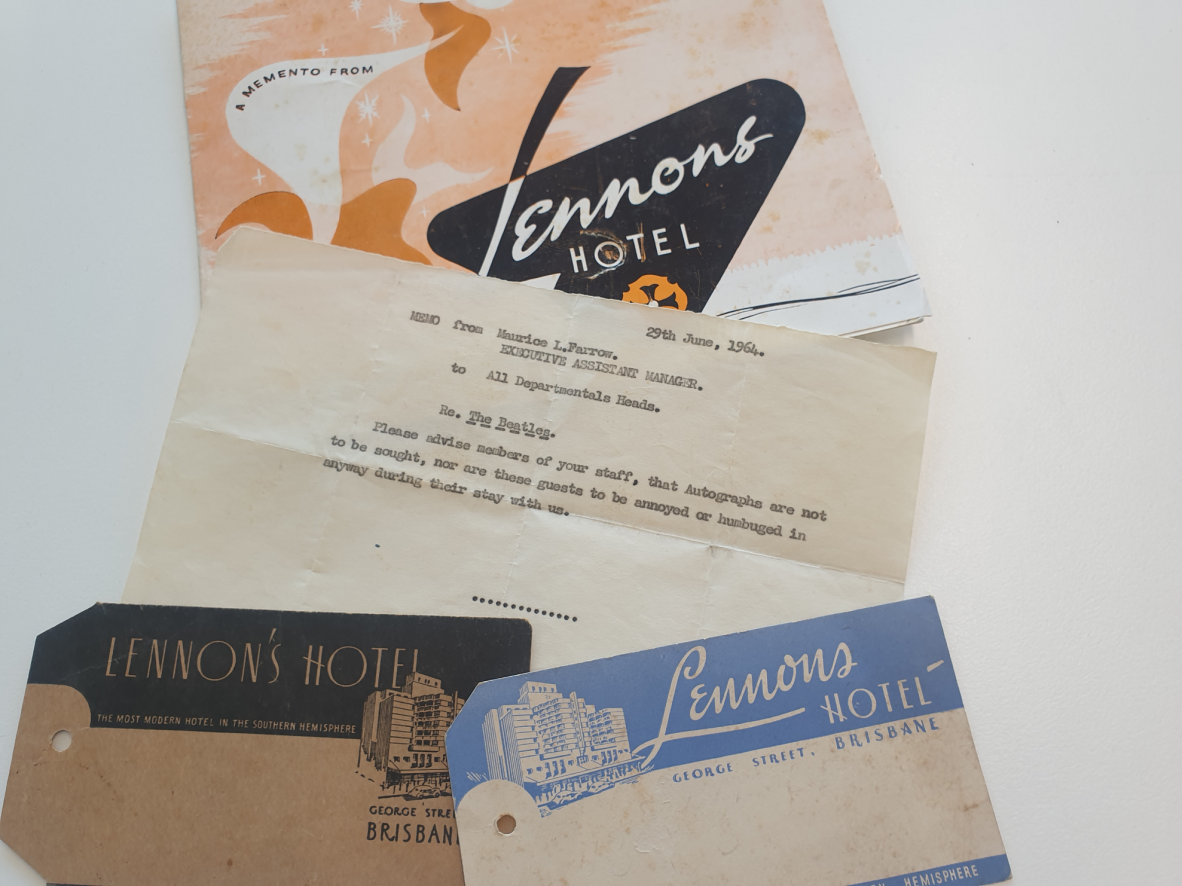 A MEMENTO FROM
Lennons
HOTEL
29th June, 1964.
MEMO from Maurice L.Farrow.
EXECUTIVE ASSISTANT MANAGER.
to All Departmentals Heads.
Re. The Beatles.
Please advise members of your staff, that Autographs are not
to be sought, nor are these guests to be annoyed or humbuged in
anyway during their stay with us.
LENNON'S HOTEL
THE MOST MODERN HOTEL IN THE SOUTHERN HEMISPHERE
GEORGE STREE
BRISBAN
Lennons
HOTEL
GEORGE STREET. BRISBANE
HEMISPHERE